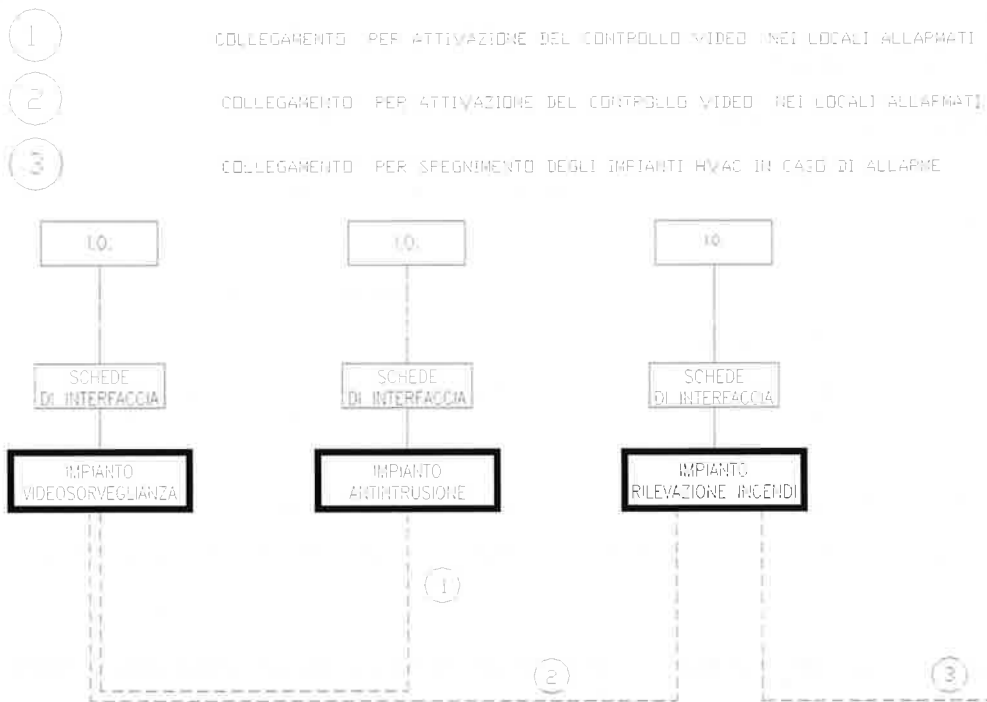 1 COLLEGAMENTO PER ATTIVAZIONE DEL CONTROLLO VIDEO NEI LOCALI ALLARMATI
2 COLLEGAMENTO PER ATTIVAZIONE DEL CONTROLLO VIDEO NEI LOCALI ALLARMATI
3 COLLEGAMENTO PER SPEGNIMENTO DEGLI IMPIANTI HVAC IN CASO DI ALLARME
I.O.
I.O.
I.O.
SCHEDE
DI INTERFACCIA
SCHEDE
DI INTERFACCIA
SCHEDE
DI INTERFACCIA
IMPIANTO
VIDEOSORVEGLIANZA
IMPIANTO
ANTINTRUSIONE
IMPIANTO
RILEVAZIONE INCENDI
1
2
3